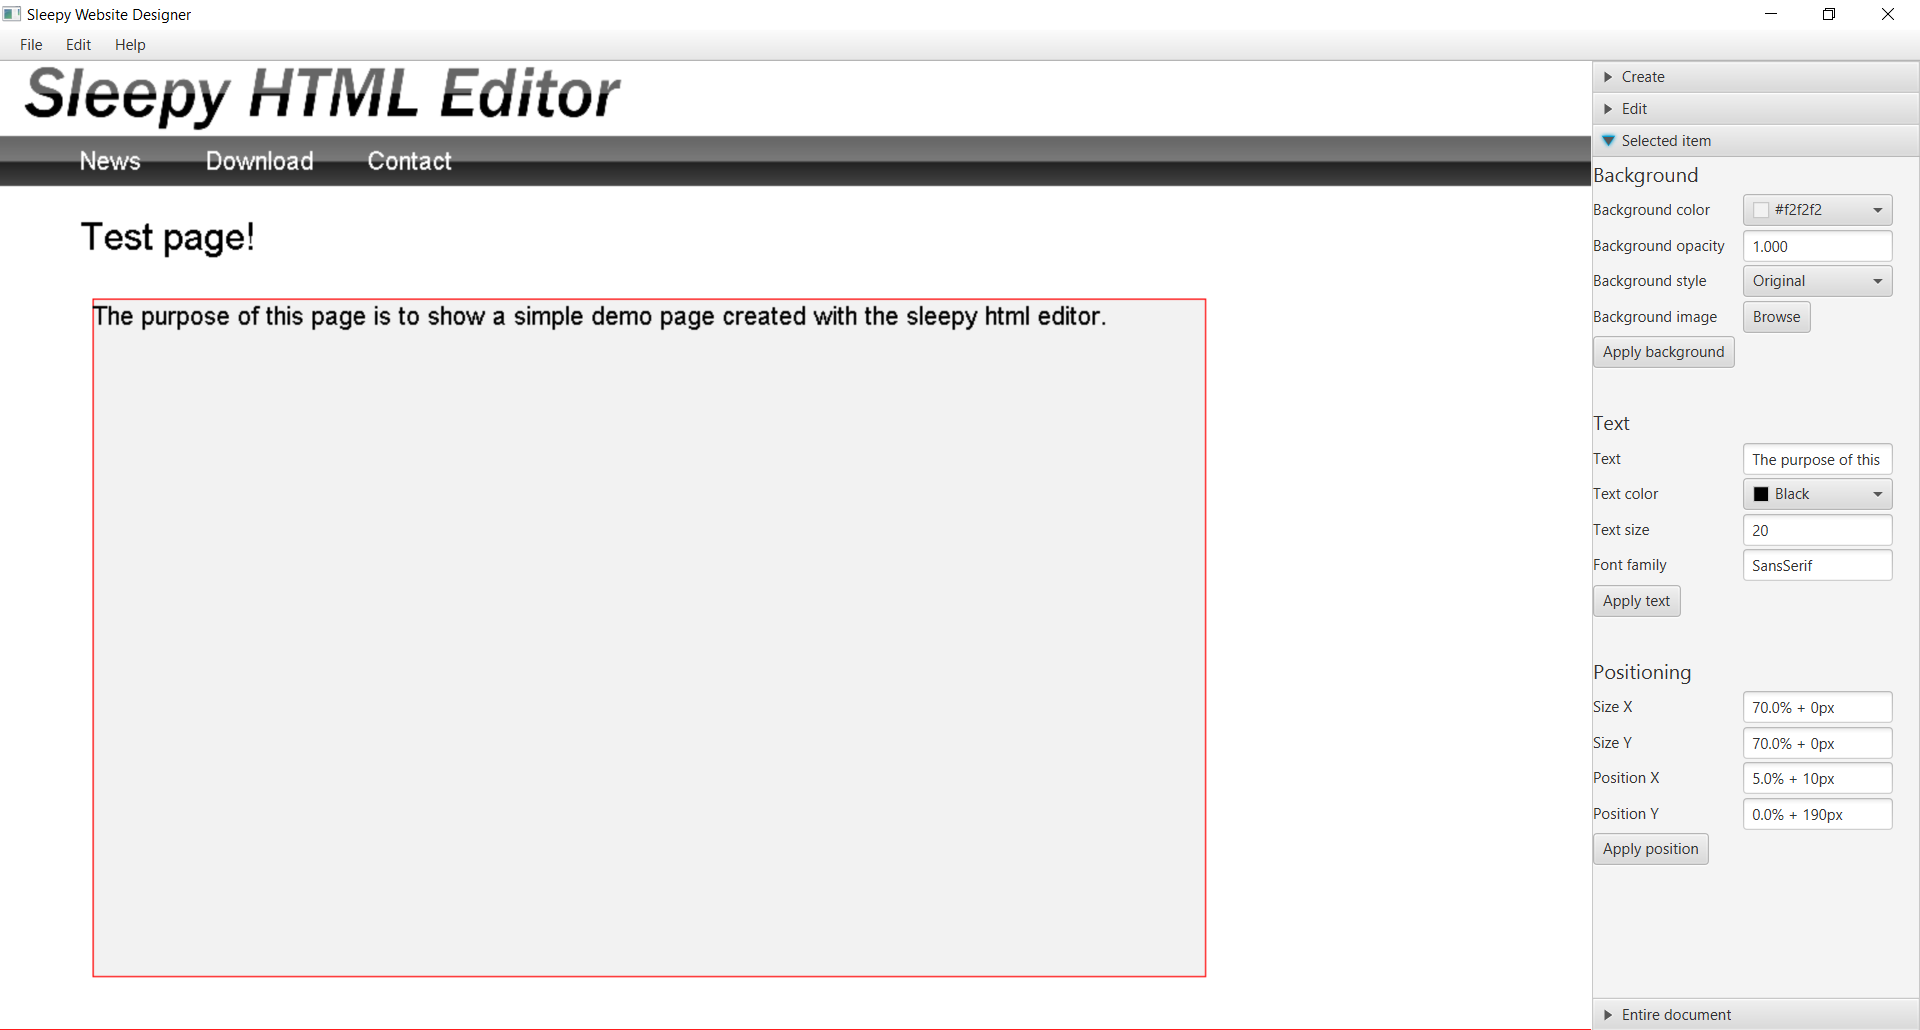 Sleepy Website Designer
File Edit Help
Sleepy HTML Editor
News Download Contact
Test page!
The purpose of this page is to show a simple demo page created with the sleepy html editor.
Create
Edit
Selected item
Background
Background color #f2f2f2
Background opacity 1.000
Background style Original
Background image Browse
Apply background
Text
Text The purpose of this
Text color Black
Text size 20
Font family SansSerif
Apply text
Positioning
Size X 70.0% + 0px
Size Y 70.0% + 0px
Position X 5.0% + 10px
Position Y 0.0% + 190px
Apply position
Entire document